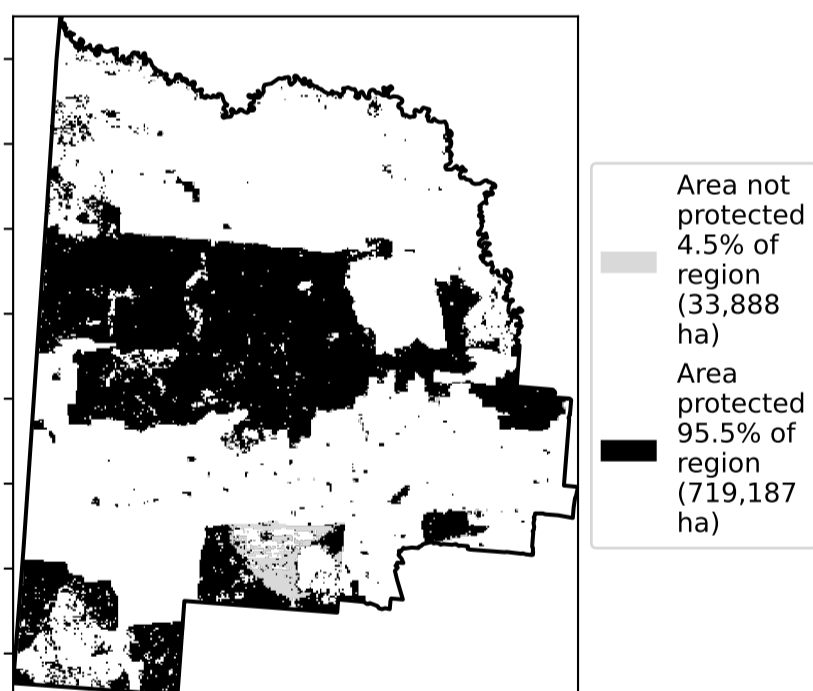 Area not
protected
4.5% of
region
(33,888
ha)
Area
protected
95.5% of
region
(719,187
ha)